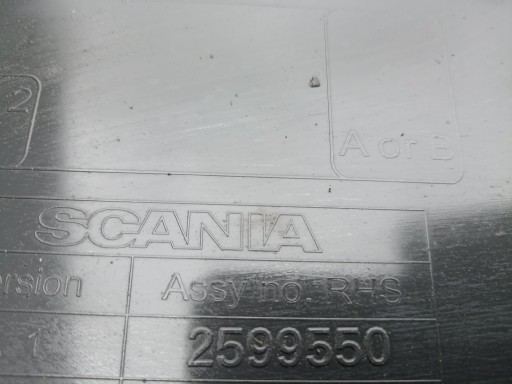 2
A or B
SCANIA
ersion Assy no. RHS
1 2599550